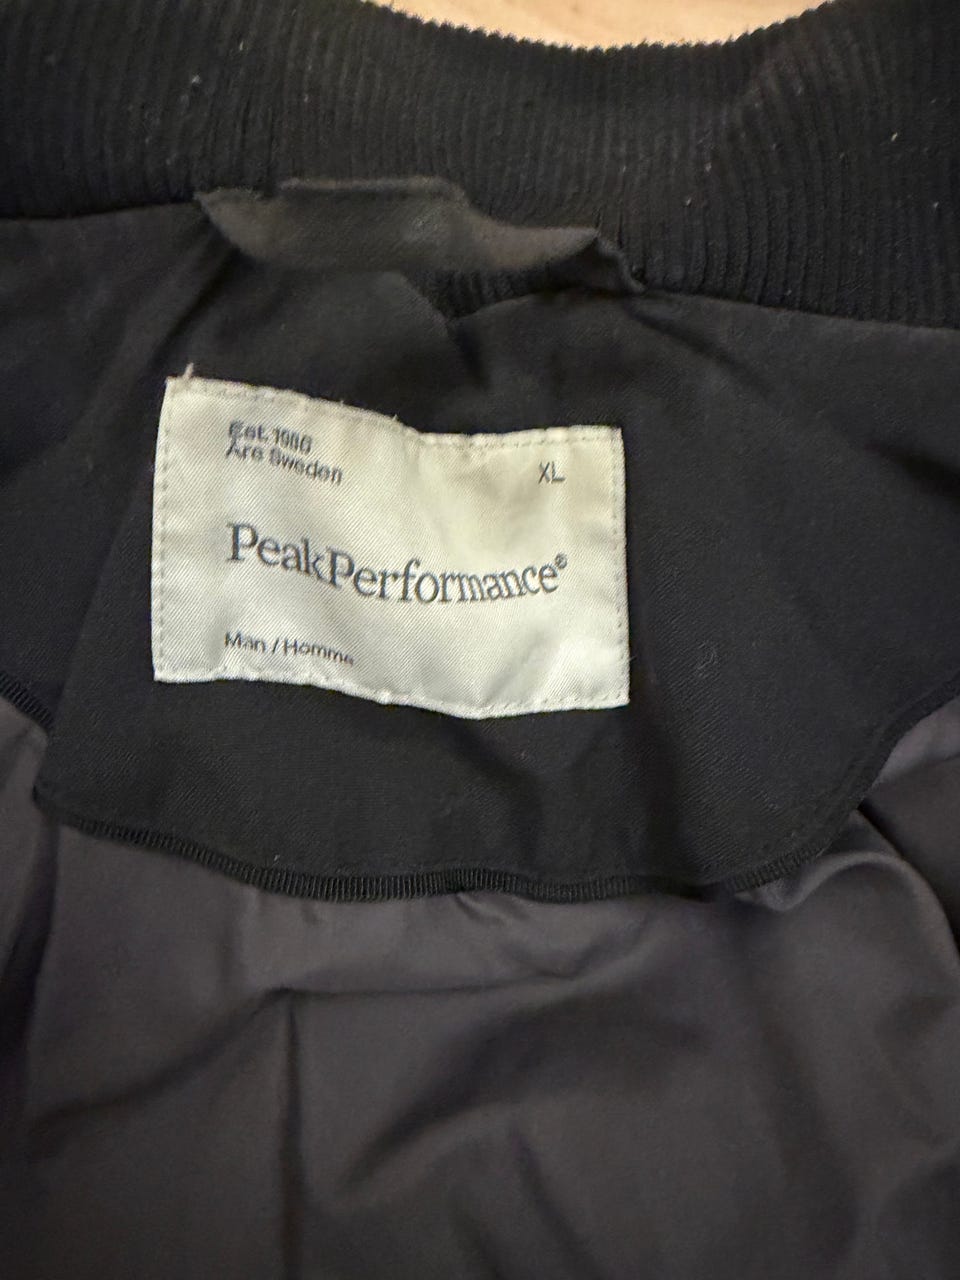 Est. 1986
Åre Sweden
XL
PeakPerformance®
Man / Homme